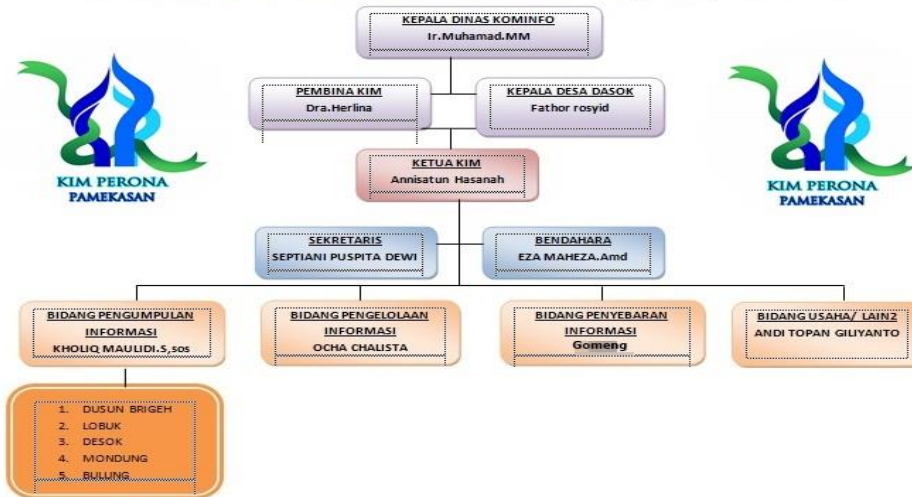 KEPALA DINAS KOMINFO
Ir.Muhamad.MM
PEMBINA KIM
Dra.Herlina
KEPALA DESA DASOK
Fathor rosyid
KIM PERONA
PAMEKASAN
KETUA KIM
Annisatun Hasanah
KIM PERONA
PAMEKASAN
SEKRETARIS
SEPTIANI PUSPITA DEWI
BENDAHARA
EZA MAHEZA.Amd
BIDANG PENGUMPULAN
INFORMASI
KHOLIQ MAULIDI.S,sos
BIDANG PENGELOLAAN
INFORMASI
OCHA CHALISTA
BIDANG PENYEBARAN
INFORMASI
Gomeng
BIDANG USAHA/ LAIN2
ANDI TOPAN GILIYANTO
1. DUSUN BRIGEH
2. LOBUK
3. DESOK
4. MONDUNG
5. BULUNG